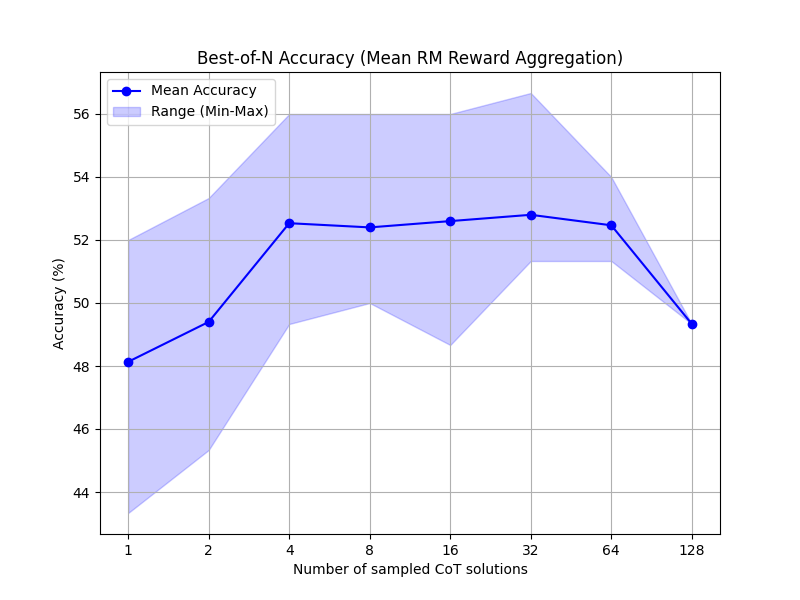 Best-of-N Accuracy (Mean RM Reward Aggregation)
Mean Accuracy
Range (Min-Max)
Accuracy (%)
56
54
52
50
48
46
44
1 2 4 8 16 32 64 128
Number of sampled CoT solutions